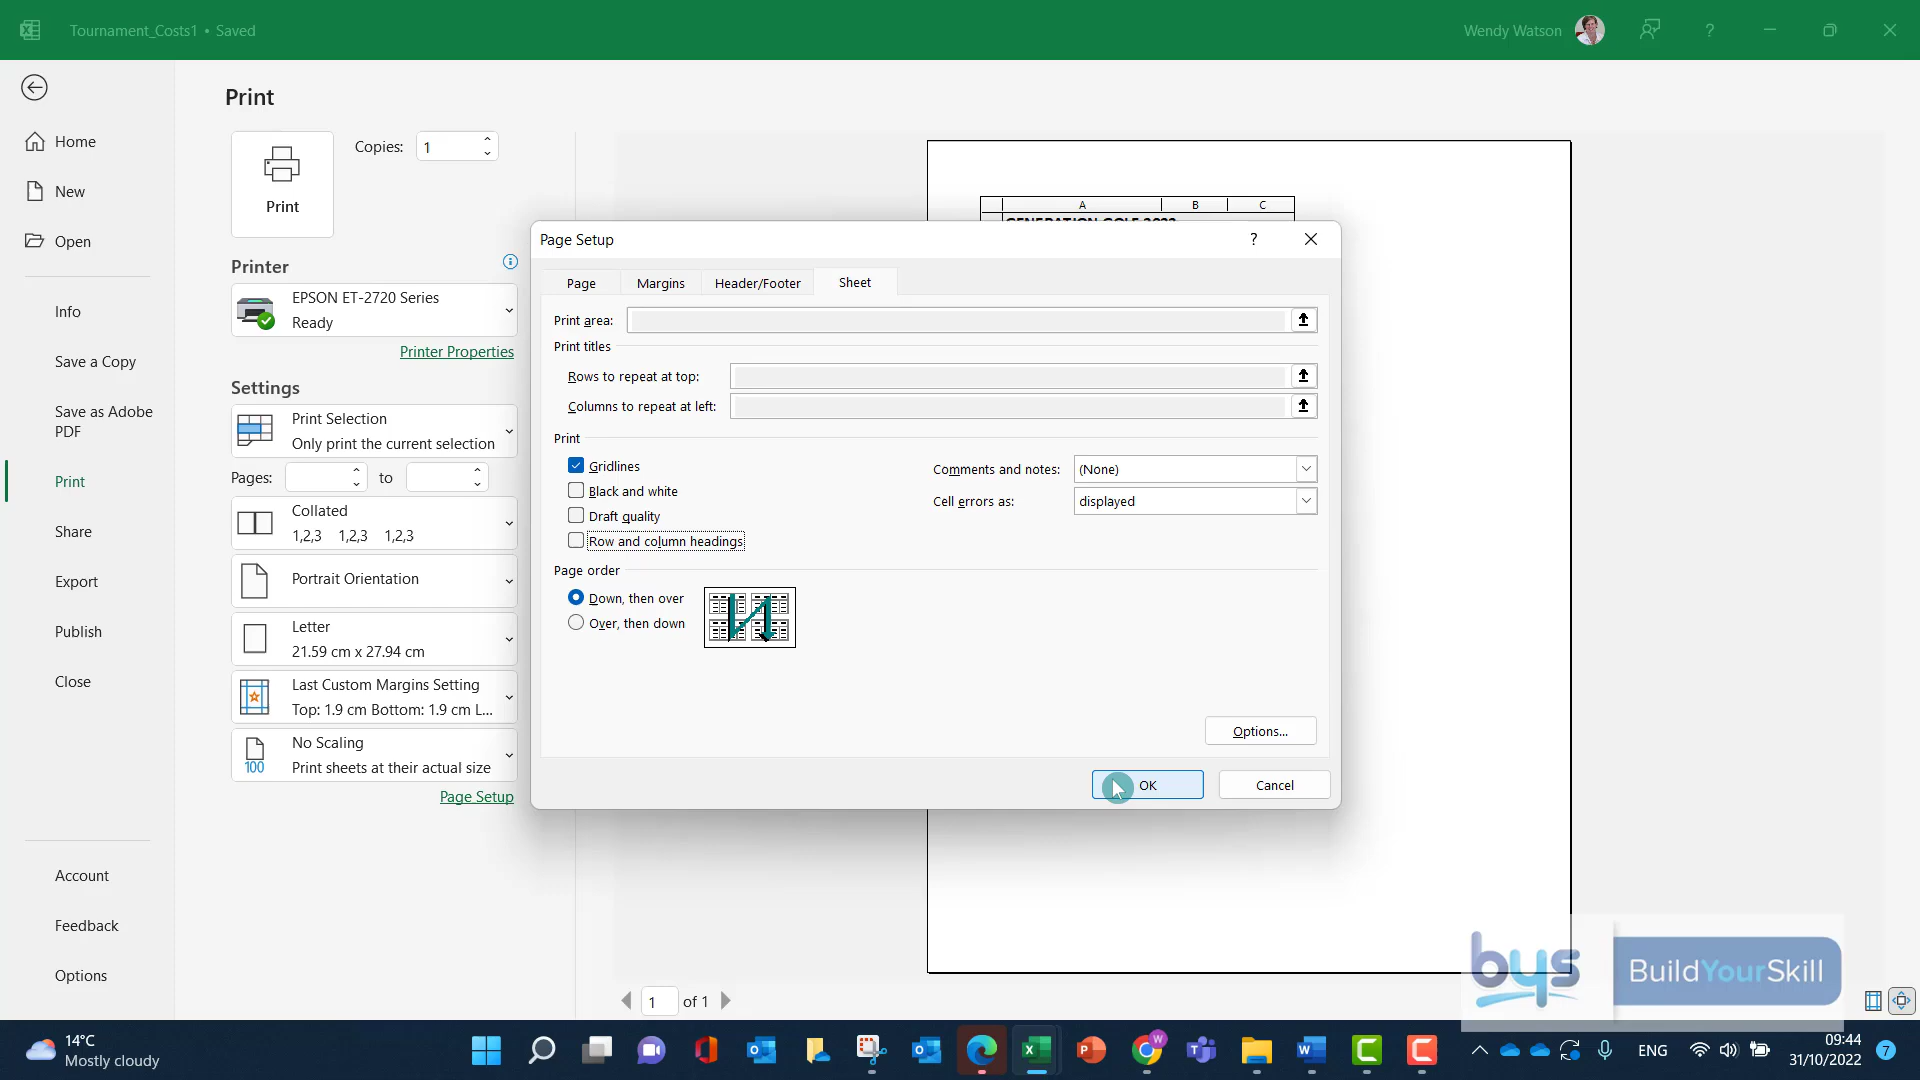 Tournament_Costs1 • Saved
Wendy Watson
?
Print
Home
New
Open
Info
Save a Copy
Save as Adobe
PDF
Print
Share
Export
Publish
Close
Account
Feedback
Options
Print
Copies:
1
Printer
EPSON ET-2720 Series
Ready
Printer Properties
Settings
Print Selection
Only print the current selection
Pages:
to
Collated
1,2,3 1,2,3 1,2,3
Portrait Orientation
Letter
21.59 cm x 27.94 cm
Last Custom Margins Setting
Top: 1.9 cm Bottom: 1.9 cm L...
100
No Scaling
Print sheets at their actual size
Page Setup
A B C
Page Setup
?
Page
Margins
Header/Footer
Sheet
Print area:
Print titles
Rows to repeat at top:
Columns to repeat at left:
Print
Gridlines
Black and white
Draft quality
Row and column headings
Comments and notes:
(None)
Cell errors as:
displayed
Page order
Down, then over
Over, then down
Options...
OK
Cancel
1 of 1
bys
BuildYourSkill
14°C
Mostly cloudy
W
ENG
09:44
31/10/2022
7